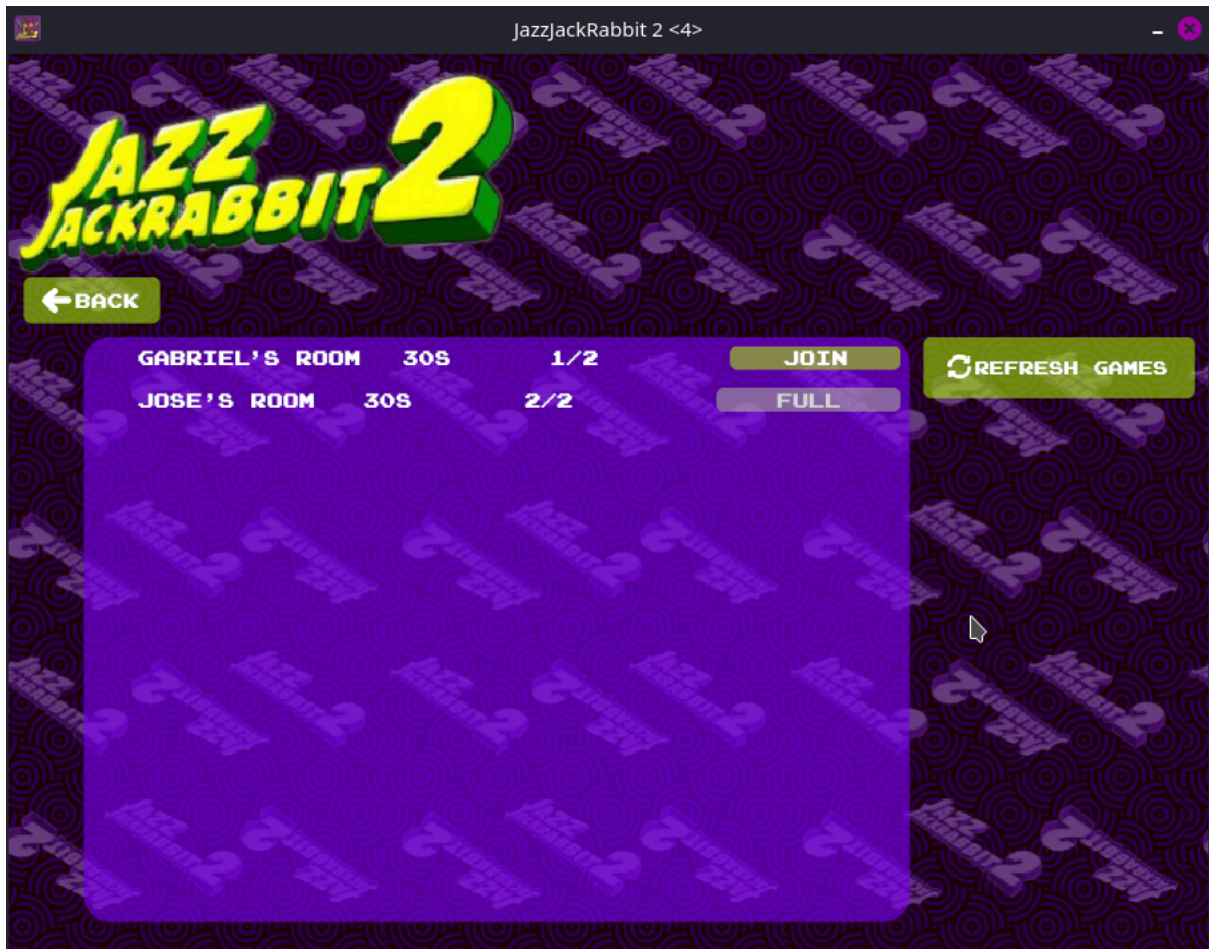 JazzJackRabbit 2 <4>
JAZZ
JACKRABBIT 2
BACK
GABRIEL'S ROOM 30S 1/2 JOIN
REFRESH GAMES
JOSE'S ROOM 30S 2/2 FULL